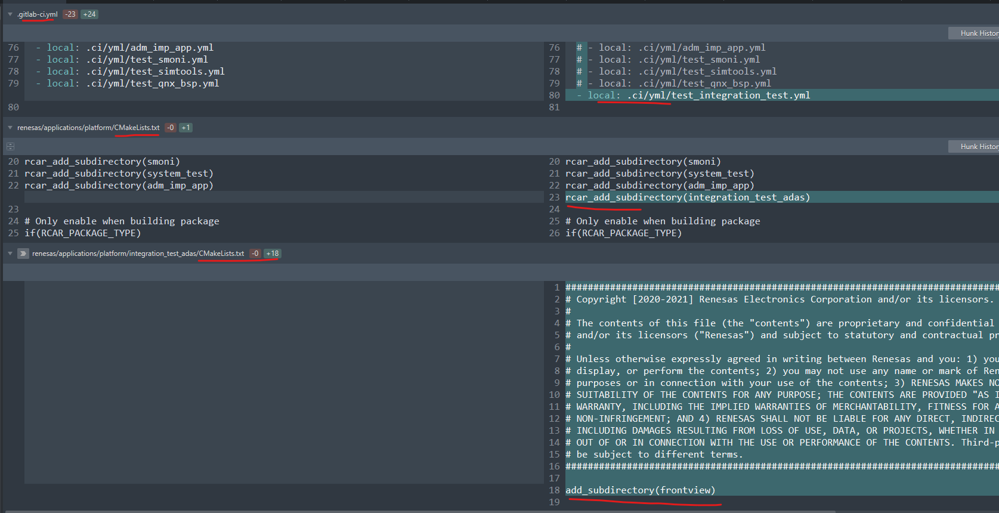 .gitlab-ci.yml -23 +24
Hunk Histor
76 - local: .ci/yml/adm_imp_app.yml
77 - local: .ci/yml/test_smoni.yml
78 - local: .ci/yml/test_simtools.yml
79 - local: .ci/yml/test_qnx_bsp.yml
80
76 # - local: .ci/yml/adm_imp_app.yml
77 # - local: .ci/yml/test_smoni.yml
78 # - local: .ci/yml/test_simtools.yml
79 # - local: .ci/yml/test_qnx_bsp.yml
80 - local: .ci/yml/test_integration_test.yml
81
renesas/applications/platform/CMakeLists.txt -0 +1
Hunk Histor
20 rcar_add_subdirectory(smoni)
21 rcar_add_subdirectory(system_test)
22 rcar_add_subdirectory(adm_imp_app)
23
24 # Only enable when building package
25 if(RCAR_PACKAGE_TYPE)
20 rcar_add_subdirectory(smoni)
21 rcar_add_subdirectory(system_test)
22 rcar_add_subdirectory(adm_imp_app)
23 rcar_add_subdirectory(integration_test_adas)
24
25 # Only enable when building package
26 if(RCAR_PACKAGE_TYPE)
renesas/applications/platform/integration_test_adas/CMakeLists.txt -0 +18
1 ###############################################################################
2 # Copyright [2020-2021] Renesas Electronics Corporation and/or its licensors.
3 #
4 # The contents of this file (the "contents") are proprietary and confidential
5 # and/or its licensors ("Renesas") and subject to statutory and contractual pr
6 #
7 # Unless otherwise expressly agreed in writing between Renesas and you: 1) you
8 # display, or perform the contents; 2) you may not use any name or mark of Ren
9 # purposes or in connection with your use of the contents; 3) RENESAS MAKES NO
10 # SUITABILITY OF THE CONTENTS FOR ANY PURPOSE; THE CONTENTS ARE PROVIDED "AS I
11 # WARRANTY, INCLUDING THE IMPLIED WARRANTIES OF MERCHANTABILITY, FITNESS FOR A
12 # NON-INFRINGEMENT; AND 4) RENESAS SHALL NOT BE LIABLE FOR ANY DIRECT, INDIREC
13 # INCLUDING DAMAGES RESULTING FROM LOSS OF USE, DATA, OR PROJECTS, WHETHER IN
14 # OUT OF OR IN CONNECTION WITH THE USE OR PERFORMANCE OF THE CONTENTS. Third-p
15 # be subject to different terms.
16 ###############################################################################
17
18 add_subdirectory(frontview)
19